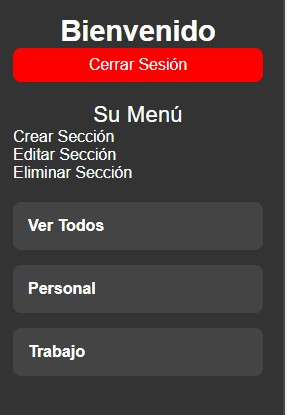 Bienvenido
Cerrar Sesión
Su Menú
Crear Sección
Editar Sección
Eliminar Sección
Ver Todos
Personal
Trabajo